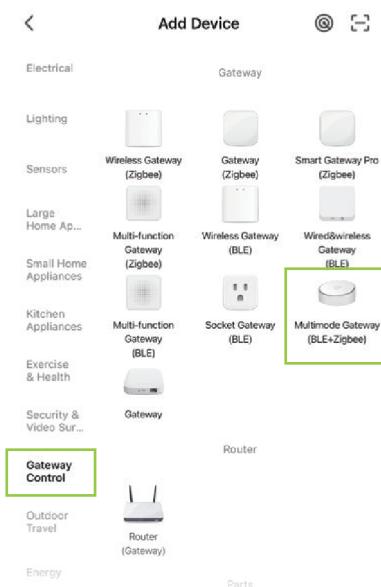 Add Device
Electrical
Lighting
Sensors
Large
Home Ap...
Small Home
Appliances
Kitchen
Appliances
Exercise
& Health
Security &
Video Sur...
Gateway
Control
Outdoor
Travel
Energy
Gateway
Wireless Gateway
(Zigbee)
Gateway
(Zigbee)
Smart Gateway Pro
(Zigbee)
Multi-function
Gateway
(Zigbee)
Wireless Gateway
(BLE)
Wired&wireless
Gateway
(BLE)
Multi-function
Gateway
(BLE)
Socket Gateway
(BLE)
Multimode Gateway
(BLE+Zigbee)
Gateway
Router
Router
(Gateway)
Parts